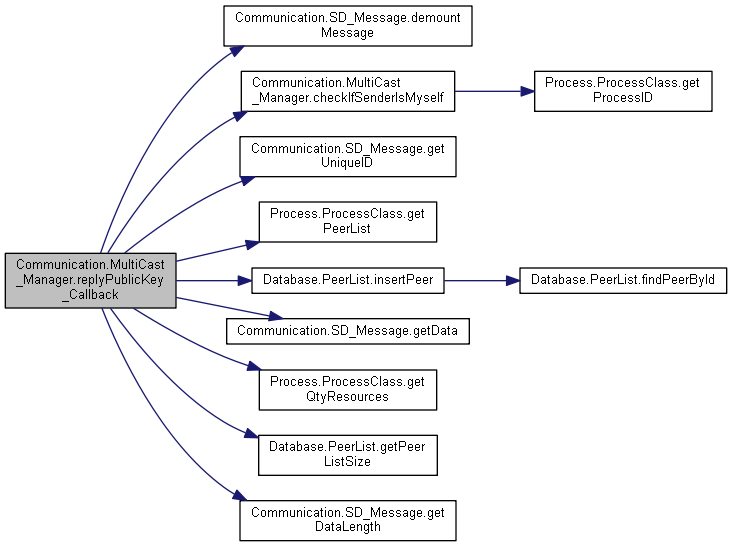 Communication.SD_Message.demount
Message
Communication.MultiCast
_Manager.checkIfSenderIsMyself
Process.ProcessClass.get
ProcessID
Communication.SD_Message.get
UniqueID
Process.ProcessClass.get
PeerList
Communication.MultiCast
_Manager.replyPublicKey
_Callback
Database.PeerList.insertPeer
Database.PeerList.findPeerById
Communication.SD_Message.getData
Process.ProcessClass.get
QtyResources
Database.PeerList.getPeer
ListSize
Communication.SD_Message.get
DataLength